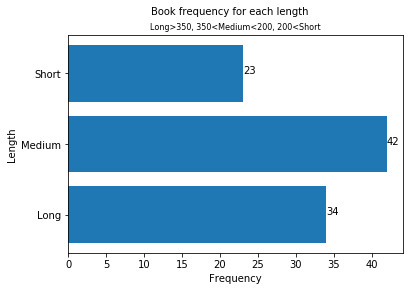 Book frequency for each length
Long>350, 350<Medium<200, 200<Short
Short
23
Medium
42
Long
34
Length
0 5 10 15 20 25 30 35 40
Frequency